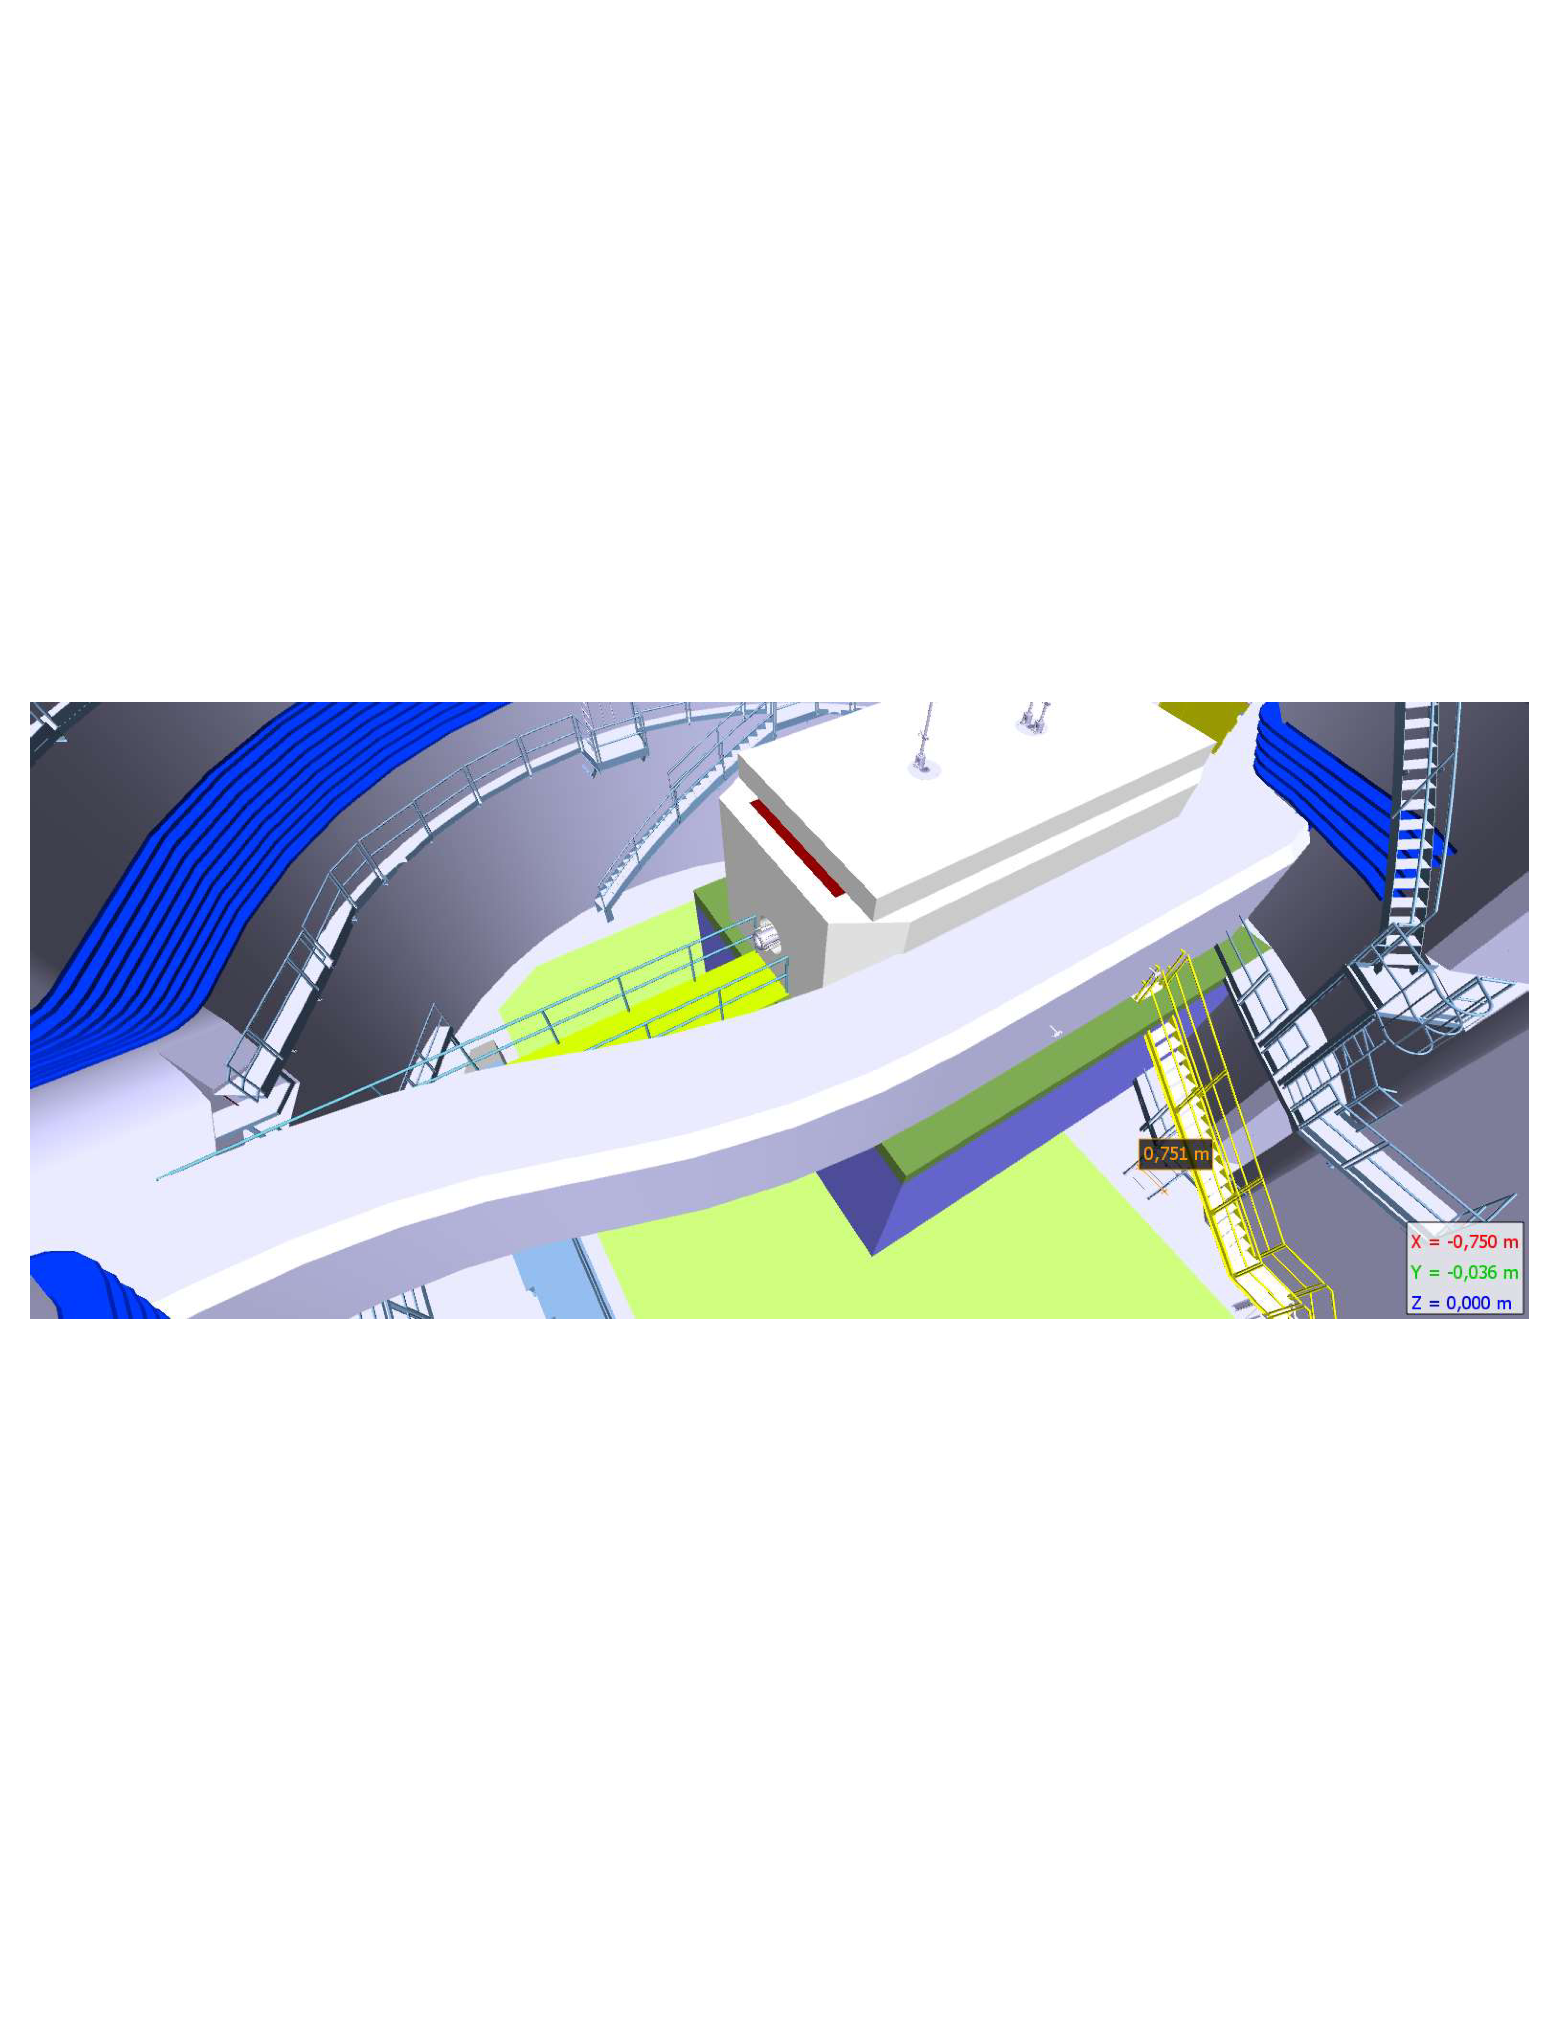 0,751 m
X = -0,750 m
Y = -0,036 m
Z = 0,000 m